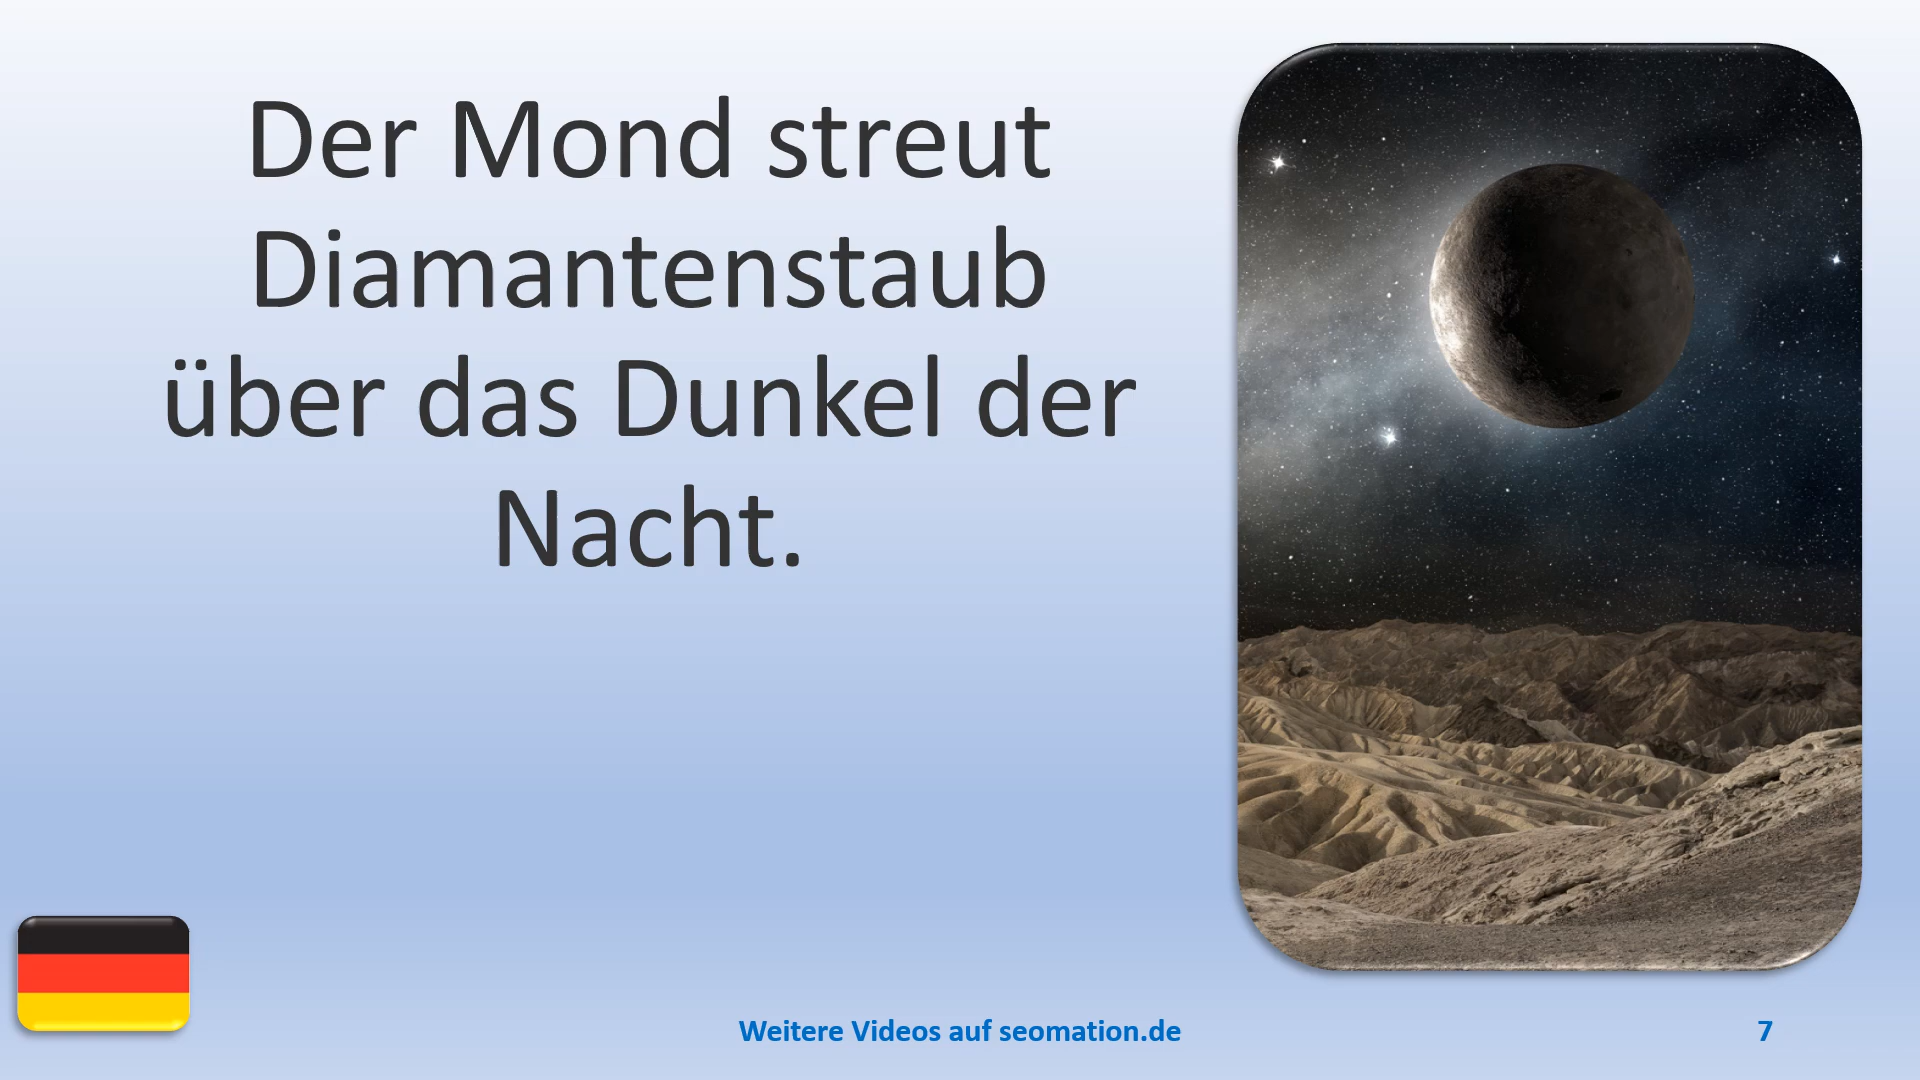 Der Mond streut
Diamantenstaub
über das Dunkel der
Nacht.
Weitere Videos auf seomation.de
7